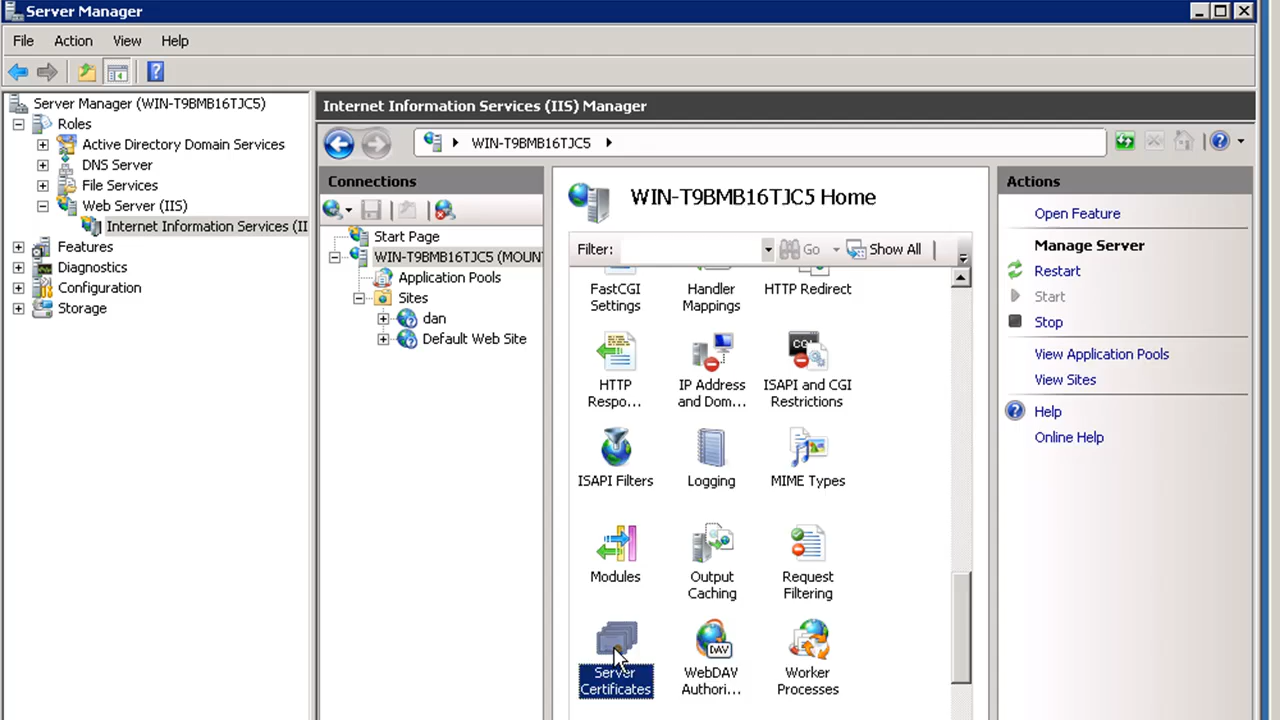 Server Manager
File Action View Help
Server Manager (WIN-T9BMB16TJC5)
Roles
Active Directory Domain Services
DNS Server
File Services
Web Server (IIS)
Internet Information Services (II
Features
Diagnostics
Configuration
Storage
Internet Information Services (IIS) Manager
WIN-T9BMB16TJC5
Connections
Start Page
WIN-T9BMB16TJC5 (MOUN
Application Pools
Sites
dan
Default Web Site
WIN-T9BMB16TJC5 Home
Filter: Go Show All
FastCGI
Settings
Handler
Mappings
HTTP Redirect
HTTP
Respo...
IP Address
and Dom...
CGI
ISAPI and CGI
Restrictions
ISAPI Filters
Logging
MIME Types
Modules
Output
Caching
Request
Filtering
Server
Certificates
DAV
WebDAV
Authori...
Worker
Processes
Actions
Open Feature
Manage Server
Restart
Start
Stop
View Application Pools
View Sites
Help
Online Help